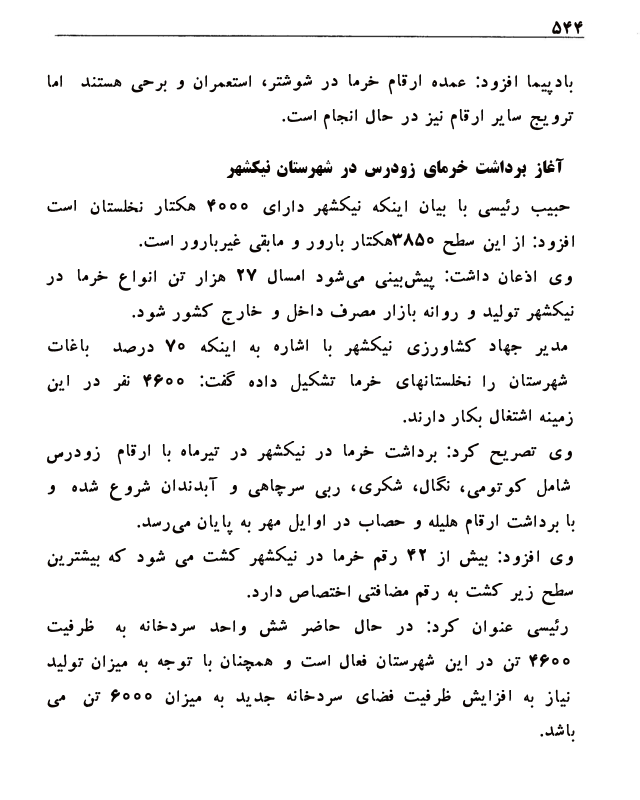 ۵۴۴
بادپیما افزود: عمده ارقام خرما در شوشتر، استعمران و برحی هستند اما
ترویج سایر ارقام نیز در حال انجام است.
آغاز برداشت خرمای زودرس در شهرستان نیکشهر
حبیب رئیسی با بیان اینکه نیکشهر دارای ۴۰۰۰ هکتار نخلستان است
افزود: از این سطح ۳۸۵۰هکتار بارور و مابقی غیربارور است.
وی اذعان داشت: پیش‌بینی می‌شود امسال ۲۷ هزار تن انواع خرما در
نیکشهر تولید و روانه بازار مصرف داخل و خارج کشور شود.
مدیر جهاد کشاورزی نیکشهر با اشاره به اینکه ۷۰ درصد باغات
شهرستان را نخلستانهای خرما تشکیل داده گفت: ۴۶۰۰ نفر در این
زمینه اشتغال بکار دارند.
وی تصریح کرد: برداشت خرما در نیکشهر در تیرماه با ارقام زودرس
شامل کوتومی، نگال، شکری، ربی سرچاهی و آبدندان شروع شده و
با برداشت ارقام هلیله و حصاب در اوایل مهر به پایان می‌رسد.
وی افزود: بیش از ۴۲ رقم خرما در نیکشهر کشت می شود که بیشترین
سطح زیر کشت به رقم مضافتی اختصاص دارد.
رئیسی عنوان کرد: در حال حاضر شش واحد سردخانه به ظرفیت
۴۶۰۰ تن در این شهرستان فعال است و همچنان با توجه به میزان تولید
نیاز به افزایش ظرفیت فضای سردخانه جدید به میزان ۶۰۰۰ تن می
باشد.